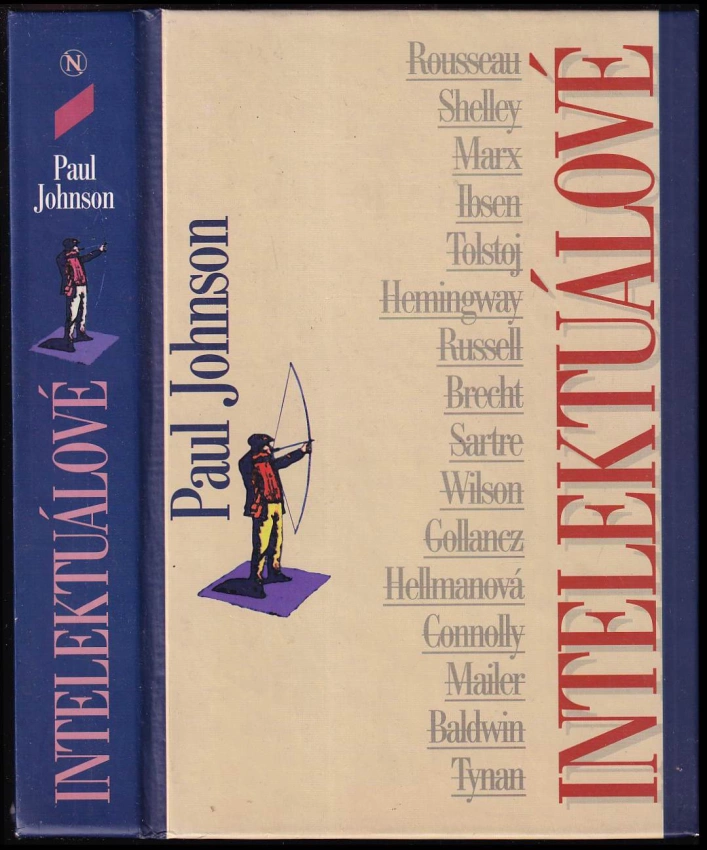 N
Paul
Johnson
INTELEKTUÁLOVÉ
Paul Johnson
Rousseau
Shelley
Marx
Ibsen
Tolstoj
Hemingway
Russell
Brecht
Sartre
Wilson
Gollancz
Hellmanová
Connolly
Mailer
Baldwin
Tynan
INTELEKTUÁLOVÉ